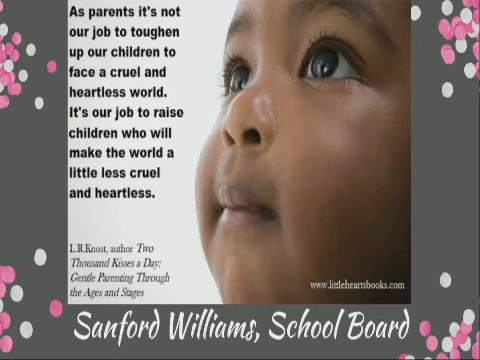 As parents it's not
our job to toughen
up our children to
face a cruel and
heartless world.
It's our job to raise
children who will
make the world a
little less cruel
and heartless.
L.R.Knost, author Two
Thousand Kisses a Day:
Gentle Parenting Through
the Ages and Stages
www.littleheartsbooks.com
Sanford Williams, School Board